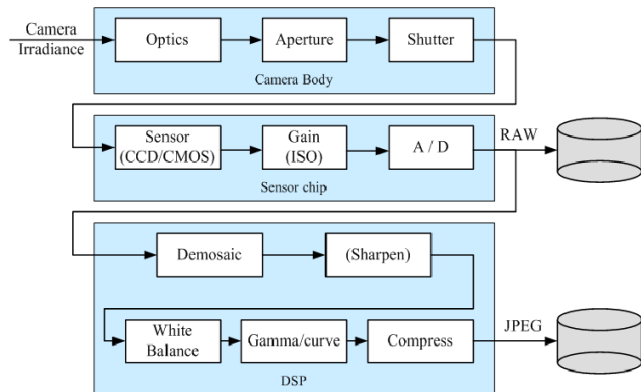 Camera
Irradiance
Optics
Aperture
Shutter
Camera Body
Sensor
(CCD/CMOS)
Gain
(ISO)
A / D
RAW
Sensor chip
Demosaic
(Sharpen)
White
Balance
Gamma/curve
Compress
JPEG
DSP